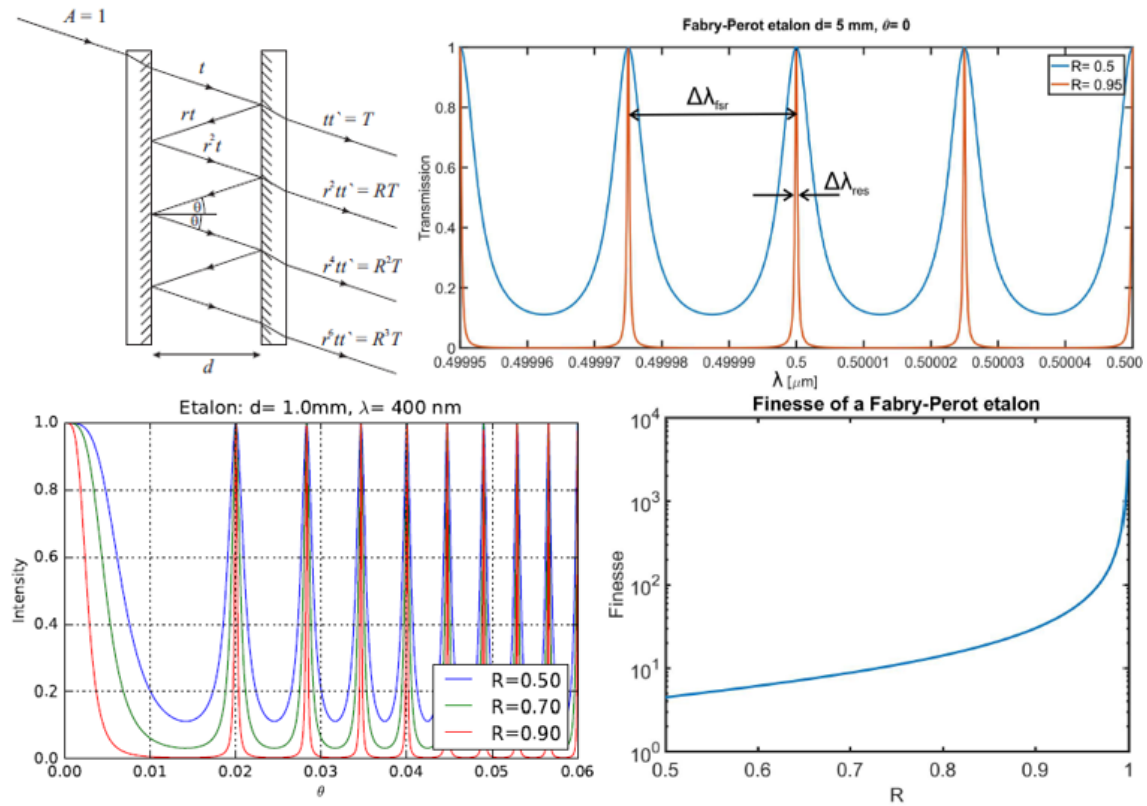 A = 1
t
rt
r²t
θ
θ
tt` = T
r²tt` = RT
r⁴tt` = R²T
r⁶tt` = R³T
d
Fabry-Perot etalon d= 5 mm, θ= 0
Transmission
1
0.8
0.6
0.4
0.2
0
R= 0.5
R= 0.95
Δλfsr
Δλres
0.49995 0.49996 0.49997 0.49998 0.49999 0.5 0.50001 0.50002 0.50003 0.50004 0.500
λ [μm]
Etalon: d= 1.0mm, λ= 400 nm
Intensity
1.0
0.8
0.6
0.4
0.2
0.0
R=0.50
R=0.70
R=0.90
0.00 0.01 0.02 0.03 0.04 0.05 0.06
θ
Finesse of a Fabry-Perot etalon
Finesse
10⁴
10³
10²
10¹
10⁰
0.5 0.6 0.7 0.8 0.9 1
R